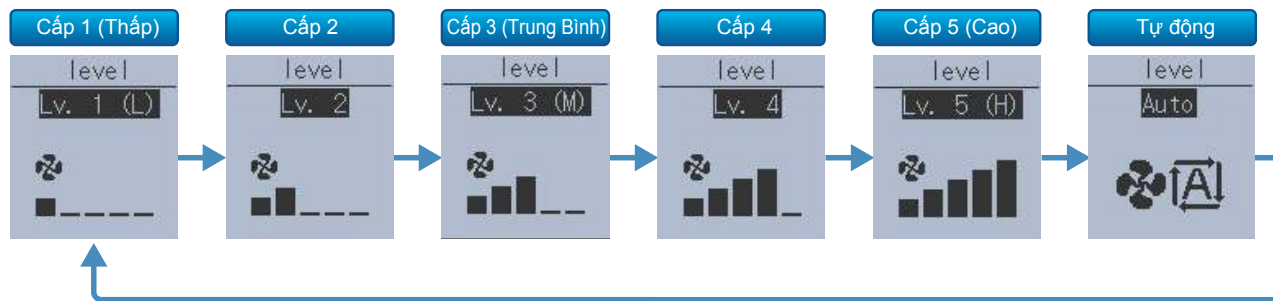 Cấp 1 (Thấp)
level
Lv. 1 (L)
Cấp 2
level
Lv. 2
Cấp 3 (Trung Bình)
level
Lv. 3 (M)
Cấp 4
level
Lv. 4
Cấp 5 (Cao)
level
Lv. 5 (H)
Tự động
level
Auto
A